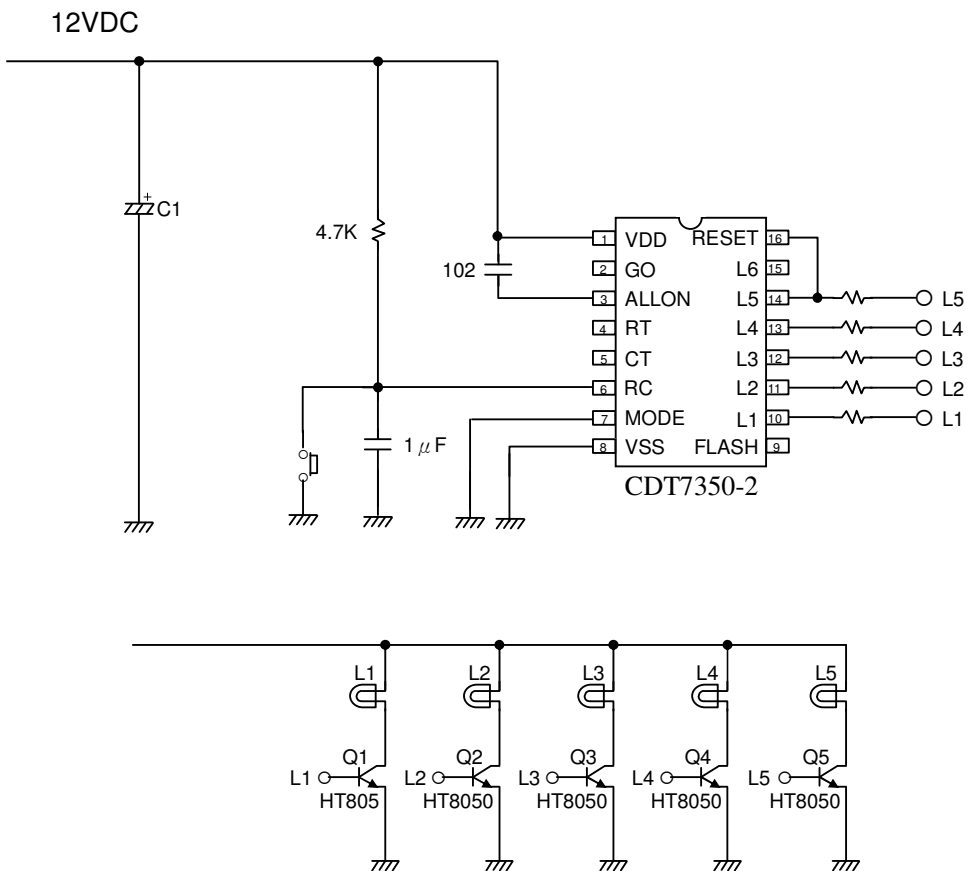 12VDC
C1
4.7K
102
1 VDD RESET 16
2 GO L6 15
3 ALLON L5 14 L5
4 RT L4 13 L4
5 CT L3 12 L3
6 RC L2 11 L2
7 MODE L1 10 L1
8 VSS FLASH 9
1 μF
CDT7350-2
L1 L2 L3 L4 L5
Q1 Q2 Q3 Q4 Q5
L1 L2 L3 L4 L5
HT805 HT8050 HT8050 HT8050 HT8050